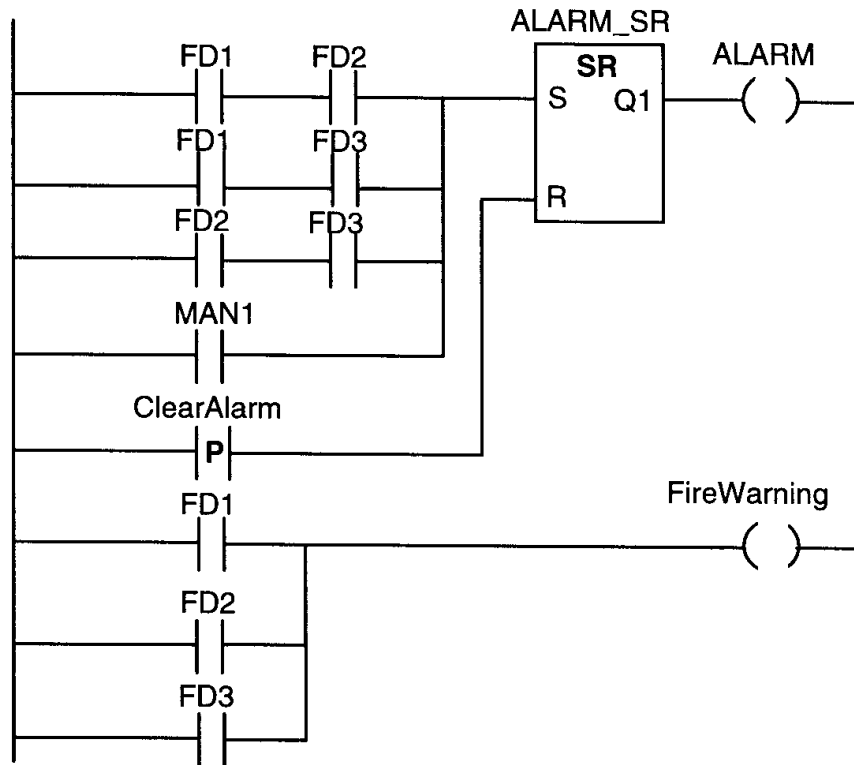 ALARM_SR
FD1 FD2 SR ALARM
S Q1
FD1 FD3
R
FD2 FD3
MAN1
ClearAlarm
P
FD1 FireWarning
FD2
FD3